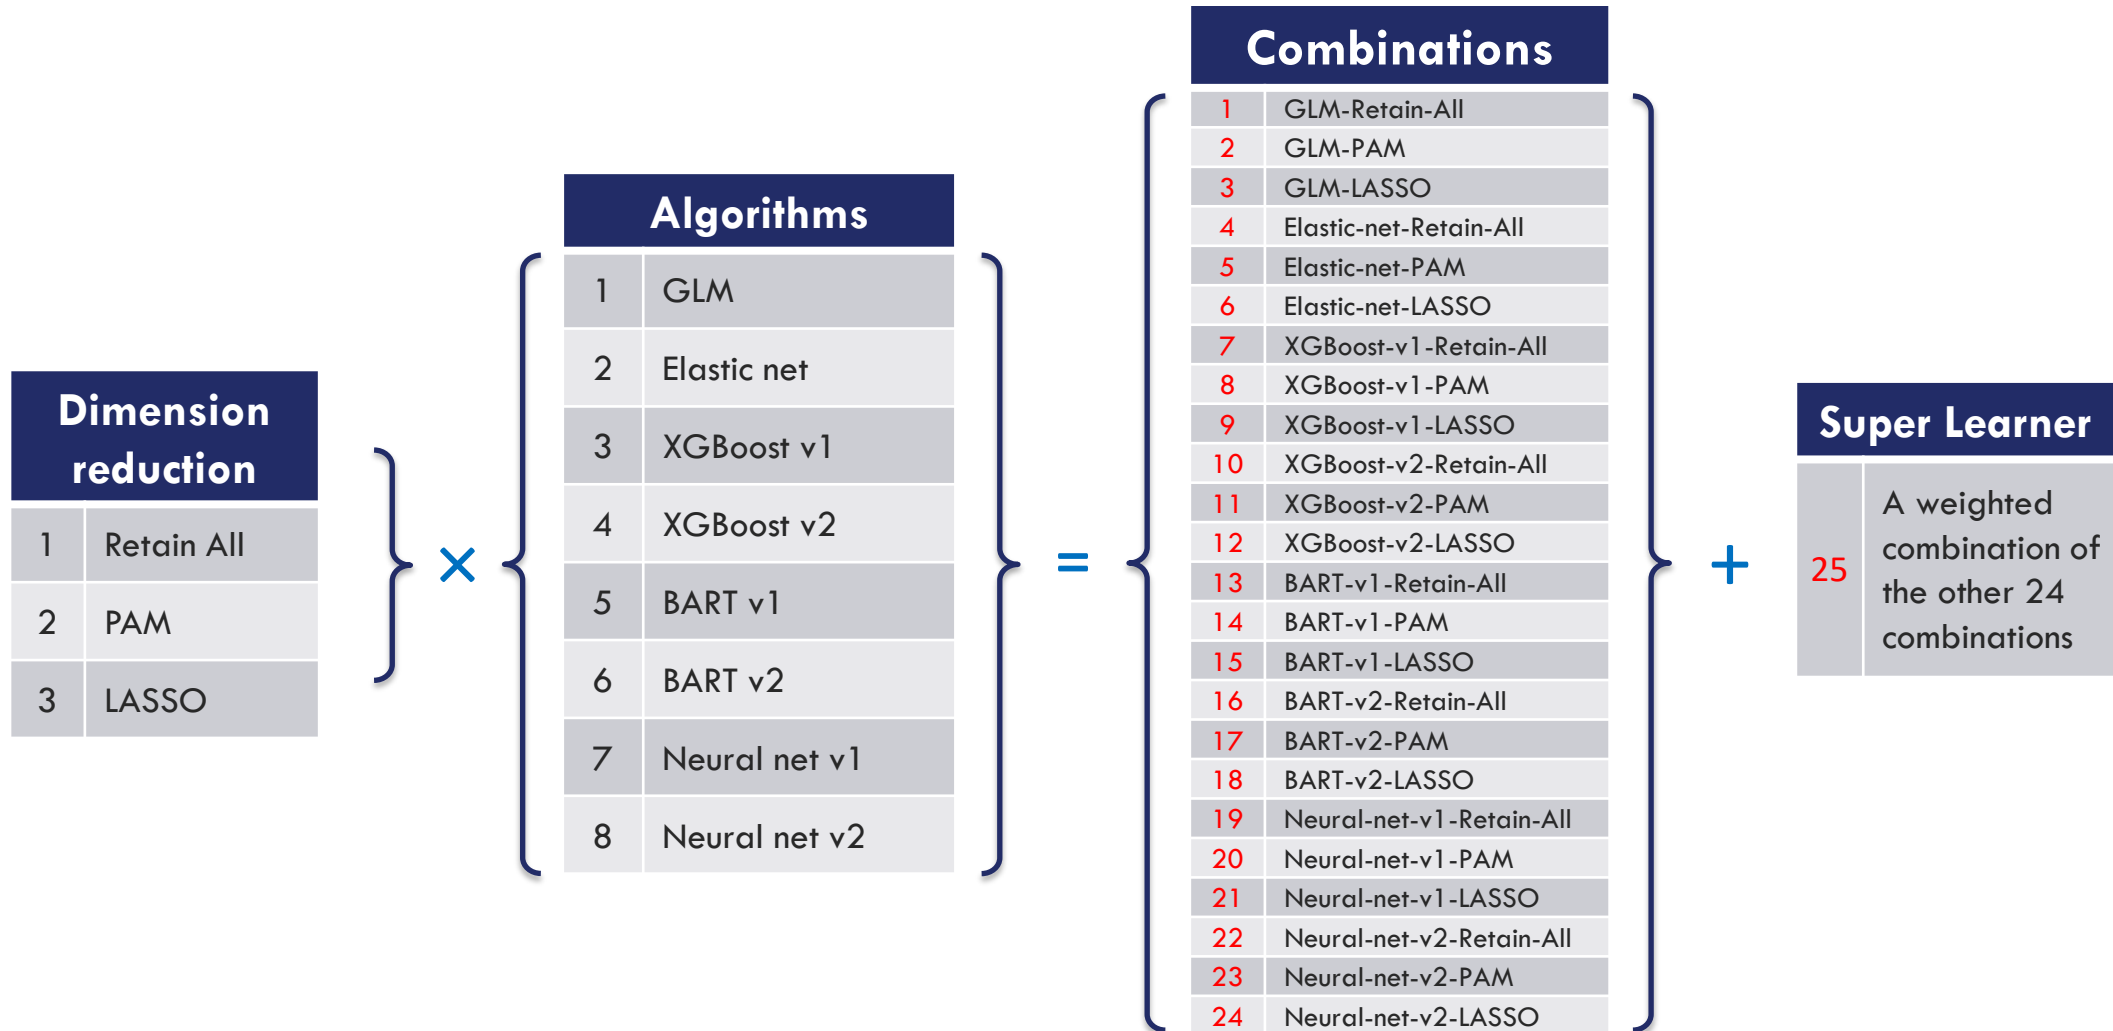 Dimension
reduction
1 Retain All
2 PAM
3 LASSO
×
Algorithms
1 GLM
2 Elastic net
3 XGBoost v1
4 XGBoost v2
5 BART v1
6 BART v2
7 Neural net v1
8 Neural net v2
=
Combinations
1 GLM-Retain-All
2 GLM-PAM
3 GLM-LASSO
4 Elastic-net-Retain-All
5 Elastic-net-PAM
6 Elastic-net-LASSO
7 XGBoost-v1-Retain-All
8 XGBoost-v1-PAM
9 XGBoost-v1-LASSO
10 XGBoost-v2-Retain-All
11 XGBoost-v2-PAM
12 XGBoost-v2-LASSO
13 BART-v1-Retain-All
14 BART-v1-PAM
15 BART-v1-LASSO
16 BART-v2-Retain-All
17 BART-v2-PAM
18 BART-v2-LASSO
19 Neural-net-v1-Retain-All
20 Neural-net-v1-PAM
21 Neural-net-v1-LASSO
22 Neural-net-v2-Retain-All
23 Neural-net-v2-PAM
24 Neural-net-v2-LASSO
+
Super Learner
25
A weighted
combination of
the other 24
combinations